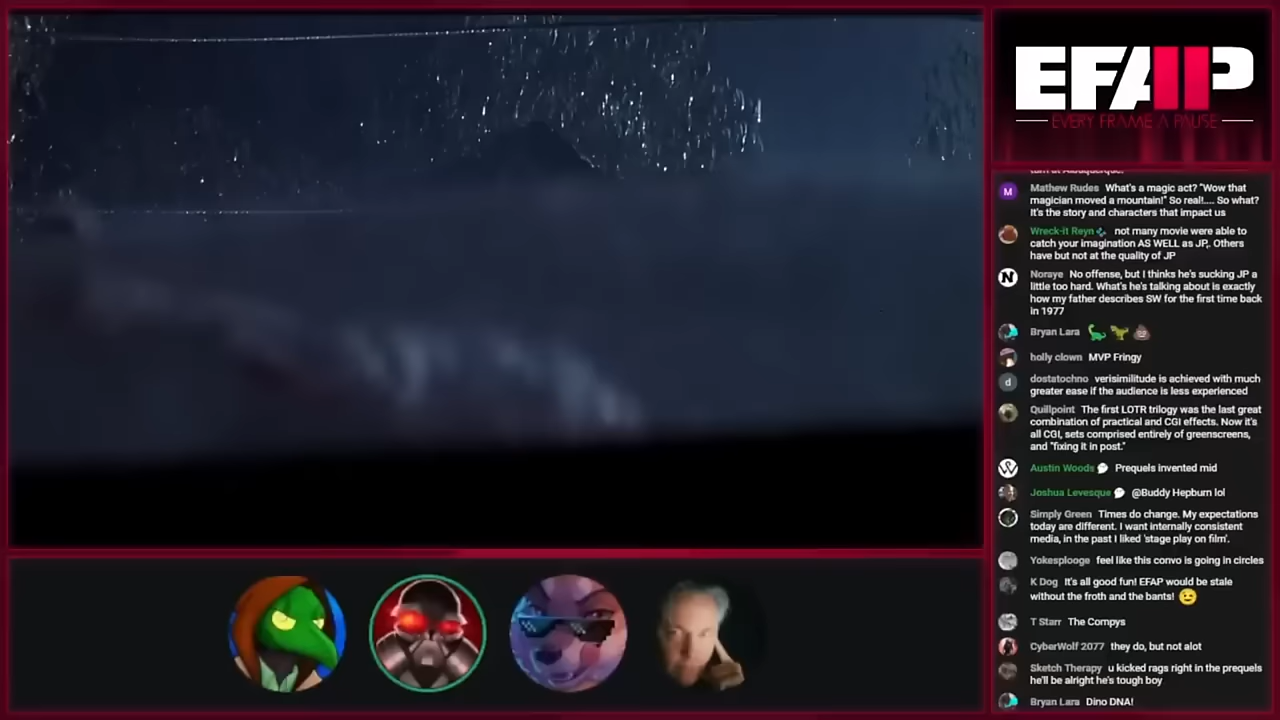 EFAP
EVERY FRAME A PAUSE
turn at Albuquerque.
M
Mathew Rudes What's a magic act? "Wow that
magician moved a mountain!" So real!.... So what?
It's the story and characters that impact us
Wreck-it Reyn not many movie were able to
catch your imagination AS WELL as JP,. Others
have but not at the quality of JP
N
Noraye No offense, but I thinks he's sucking JP a
little too hard. What's he's talking about is exactly
how my father describes SW for the first time back
in 1977
Bryan Lara 🦕 🦖 💩
holly clown MVP Fringy
d
dostatochno verisimilitude is achieved with much
greater ease if the audience is less experienced
Quillpoint The first LOTR trilogy was the last great
combination of practical and CGI effects. Now it's
all CGI, sets comprised entirely of greenscreens,
and "fixing it in post."
Austin Woods Prequels invented mid
Joshua Levesque @Buddy Hepburn lol
Simply Green Times do change. My expectations
today are different. I want internally consistent
media, in the past I liked 'stage play on film'.
Yokesplooge feel like this convo is going in circles
K Dog It's all good fun! EFAP would be stale
without the froth and the bants! 😉
T Starr The Compys
CyberWolf 2077 they do, but not alot
Sketch Therapy u kicked rags right in the prequels
he'll be alright he's tough boy
Bryan Lara Dino DNA!